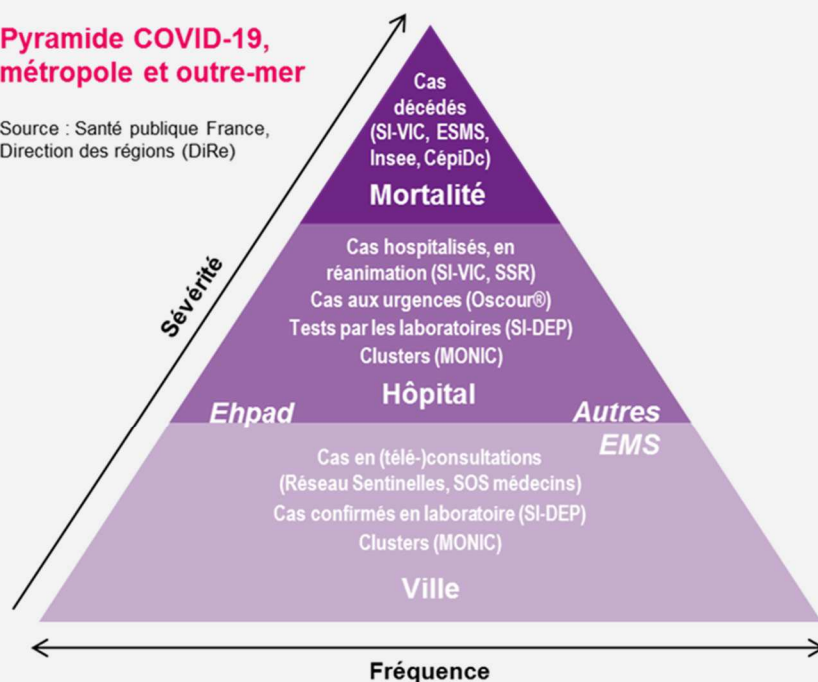 Pyramide COVID-19,
métropole et outre-mer
Source : Santé publique France,
Direction des régions (DiRe)
Sévérité
Cas
décédés
(SI-VIC, ESMS,
Insee, CépiDc)
Mortalité
Cas hospitalisés, en
réanimation (SI-VIC, SSR)
Cas aux urgences (Oscour®)
Tests par les laboratoires (SI-DEP)
Clusters (MONIC)
Hôpital
Ehpad
Autres
EMS
Cas en (télé-)consultations
(Réseau Sentinelles, SOS médecins)
Cas confirmés en laboratoire (SI-DEP)
Clusters (MONIC)
Ville
Fréquence